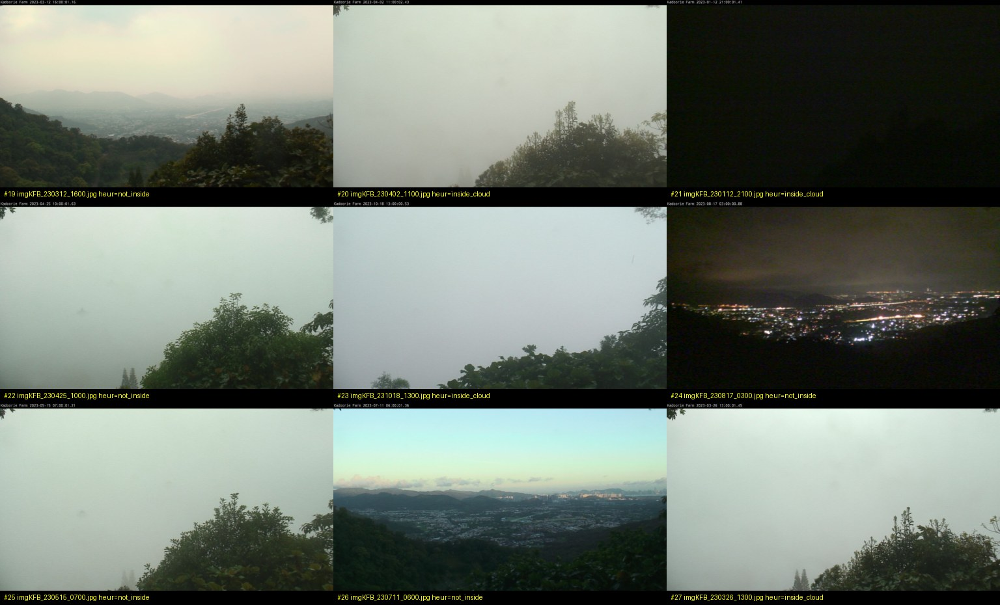 Kadoorie Farm 2023-03-12 16:00:01.16
Kadoorie Farm 2023-04-02 11:00:02.43
Kadoorie Farm 2023-01-12 21:00:01.41
#19 imgKFB_230312_1600.jpg heur=not_inside
#20 imgKFB_230402_1100.jpg heur=inside_cloud
#21 imgKFB_230112_2100.jpg heur=inside_cloud
Kadoorie Farm 2023-04-25 10:00:01.63
Kadoorie Farm 2023-10-18 13:00:00.53
Kadoorie Farm 2023-08-17 03:00:00.88
#22 imgKFB_230425_1000.jpg heur=not_inside
#23 imgKFB_231018_1300.jpg heur=inside_cloud
#24 imgKFB_230817_0300.jpg heur=not_inside
Kadoorie Farm 2023-05-15 07:00:01.21
Kadoorie Farm 2023-07-11 06:00:01.36
Kadoorie Farm 2023-03-26 13:00:01.45
#25 imgKFB_230515_0700.jpg heur=not_inside
#26 imgKFB_230711_0600.jpg heur=not_inside
#27 imgKFB_230326_1300.jpg heur=inside_cloud